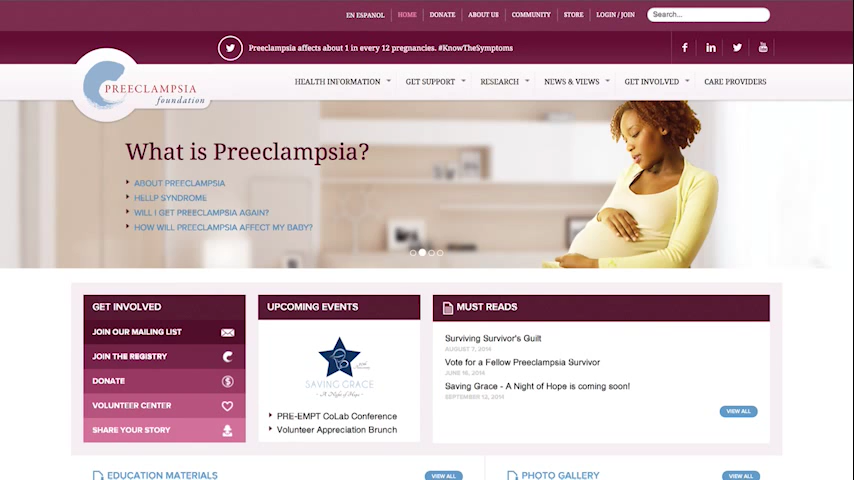 EN ESPANOL HOME DONATE ABOUT US COMMUNITY STORE LOGIN / JOIN Search...
Preeclampsia affects about 1 in every 12 pregnancies. #KnowTheSymptoms
PREECLAMPSIA
foundation
HEALTH INFORMATION GET SUPPORT RESEARCH NEWS & VIEWS GET INVOLVED CARE PROVIDERS
What is Preeclampsia?
ABOUT PREECLAMPSIA
HELLP SYNDROME
WILL I GET PREECLAMPSIA AGAIN?
HOW WILL PREECLAMPSIA AFFECT MY BABY?
GET INVOLVED
JOIN OUR MAILING LIST
JOIN THE REGISTRY
DONATE
VOLUNTEER CENTER
SHARE YOUR STORY
UPCOMING EVENTS
SAVING GRACE
A Night of Hope
PRE-EMPT CoLab Conference
Volunteer Appreciation Brunch
MUST READS
Surviving Survivor's Guilt
AUGUST 7, 2014
Vote for a Fellow Preeclampsia Survivor
JUNE 16, 2014
Saving Grace - A Night of Hope is coming soon!
SEPTEMBER 12, 2014
VIEW ALL
EDUCATION MATERIALS VIEW ALL
PHOTO GALLERY VIEW ALL